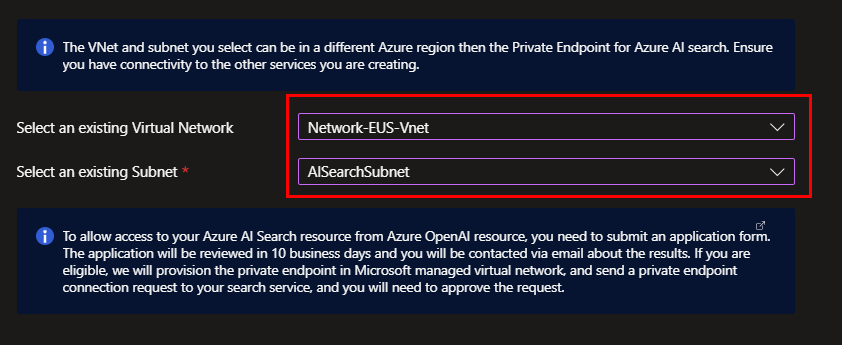 The VNet and subnet you select can be in a different Azure region then the Private Endpoint for Azure AI search. Ensure
you have connectivity to the other services you are creating.
Select an existing Virtual Network
Network-EUS-Vnet
Select an existing Subnet *
AISearchSubnet
To allow access to your Azure AI Search resource from Azure OpenAI resource, you need to submit an application form.
The application will be reviewed in 10 business days and you will be contacted via email about the results. If you are
eligible, we will provision the private endpoint in Microsoft managed virtual network, and send a private endpoint
connection request to your search service, and you will need to approve the request.